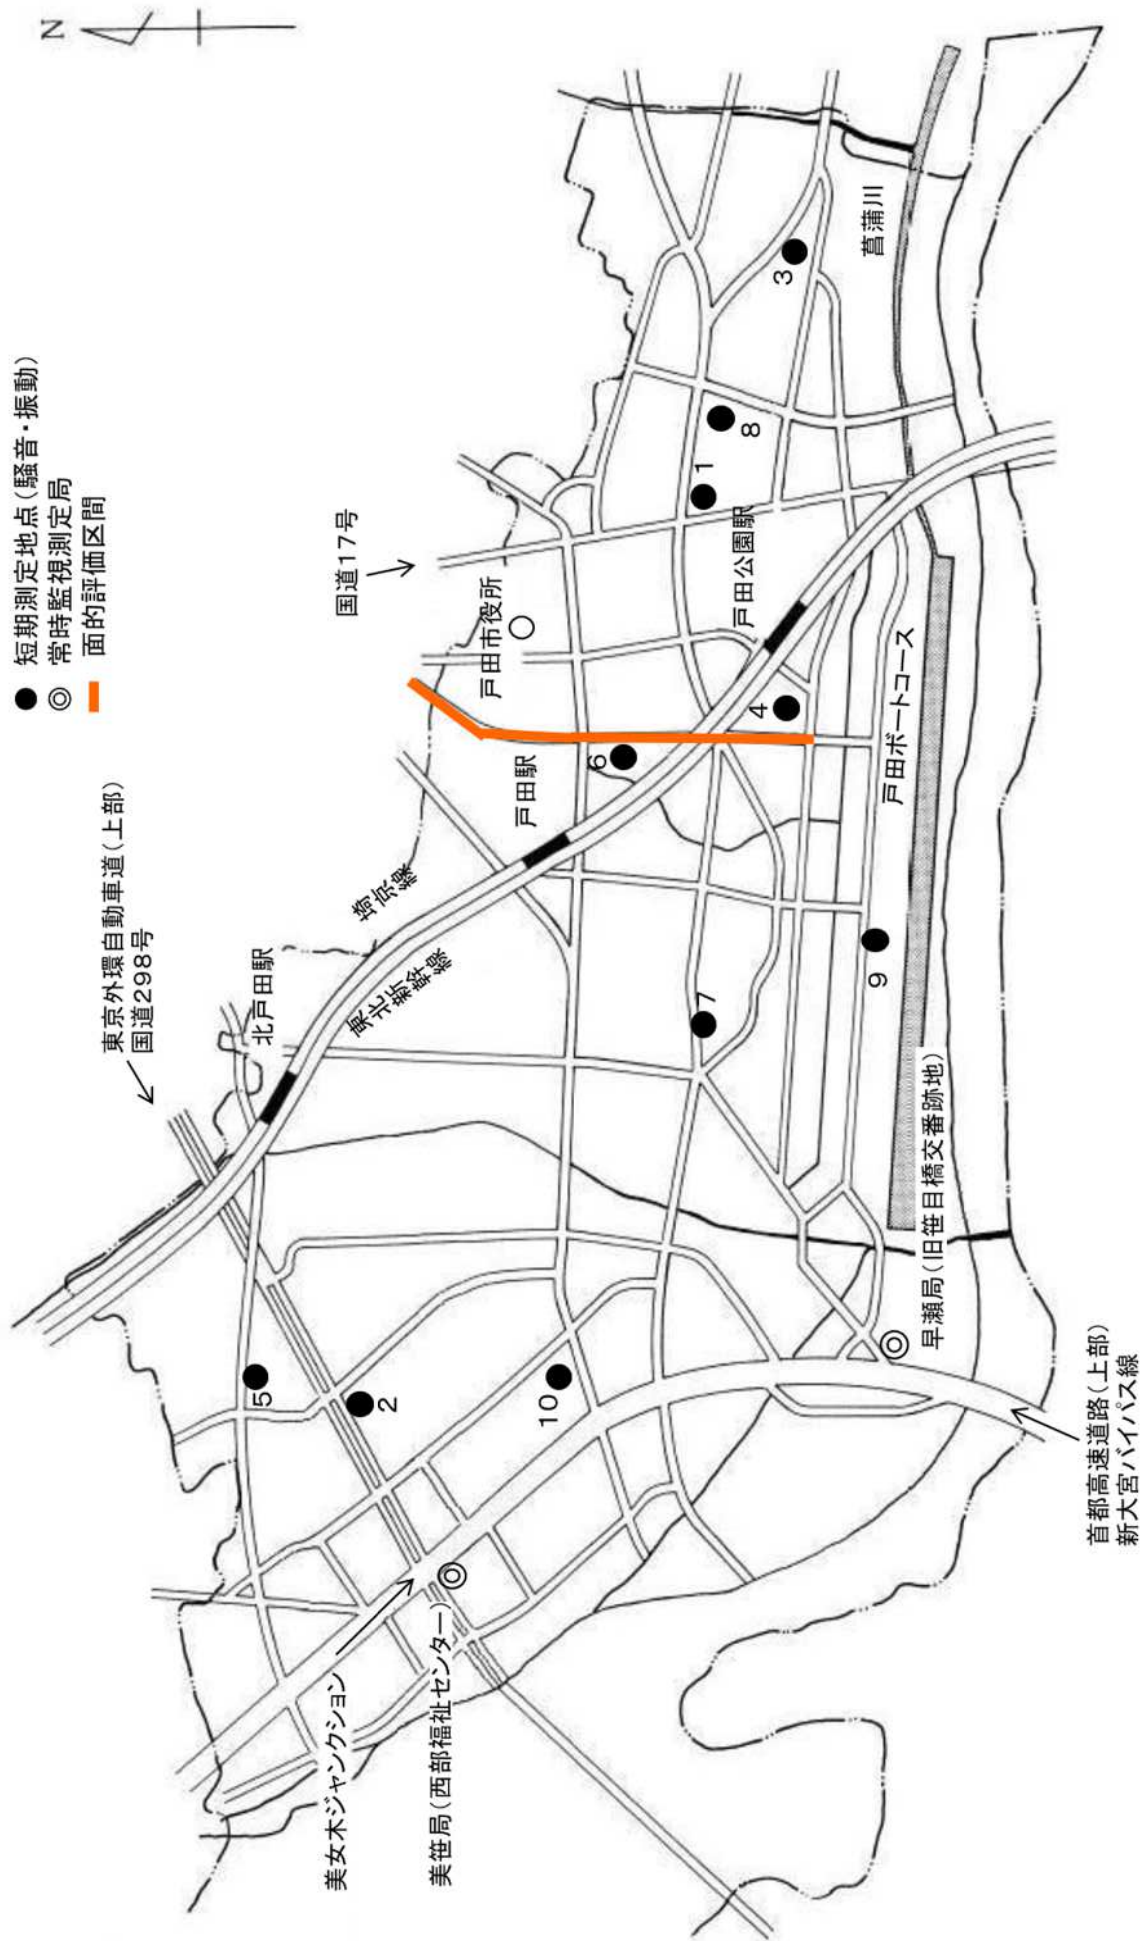 ● 短期測定地点(騒音・振動)
◎ 常時監視測定局
面的評価区間
N
東京外環自動車道(上部)
国道298号
国道17号
北戸田駅
埼京線
東北新幹線
戸田駅
戸田市役所
戸田公園駅
戸田ボートコース
菖蒲川
美女木ジャンクション
美笹局(西部福祉センター)
早瀬局(旧笹目橋交番跡地)
首都高速道路(上部)
新大宮バイパス線
5
2
10
7
9
6
4
1
8
3